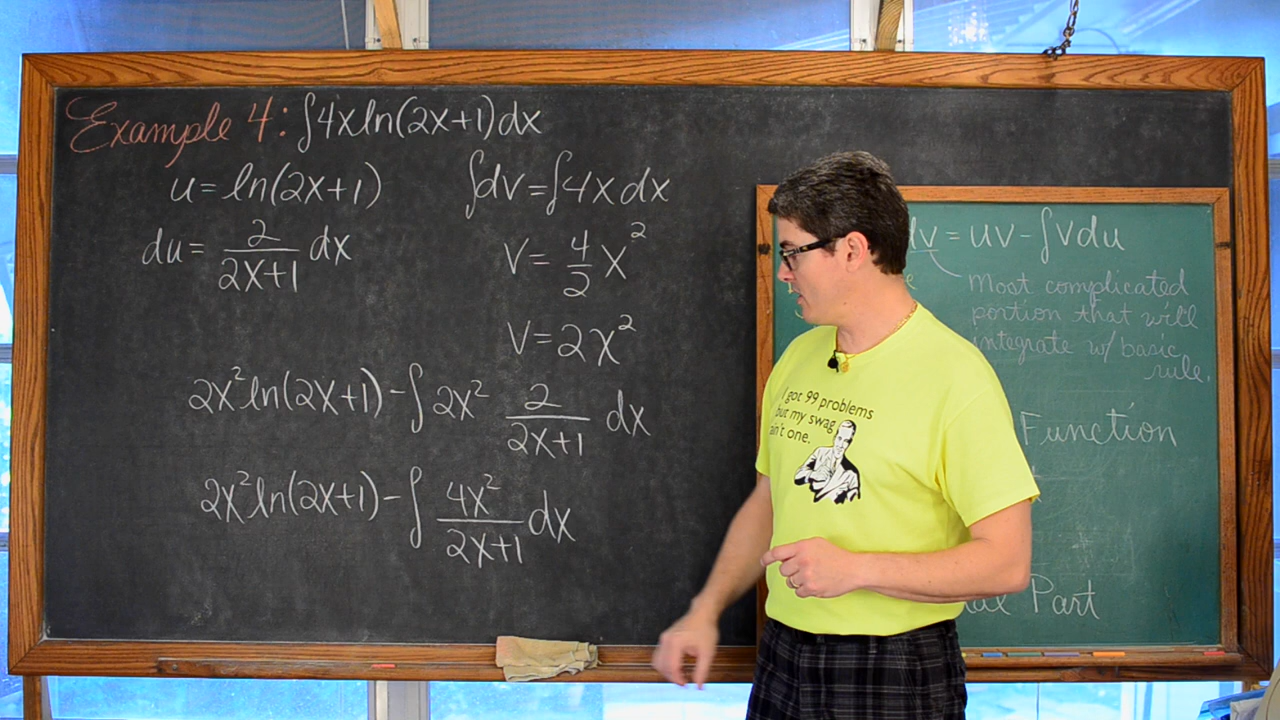 Example 4: ∫4xln(2x+1)dx
u=ln(2x+1)
∫dv=∫4xdx
du= 2/(2x+1) dx
v= 4/2 x²
v=2x²
2x²ln(2x+1)-∫2x² 2/(2x+1) dx
2x²ln(2x+1)-∫ 4x²/(2x+1) dx
=uv-∫vdu
Most complicated
portion that will
integrate w/ basic
rule.
Function
Part
I got 99 problems
but my swag
ain't one.